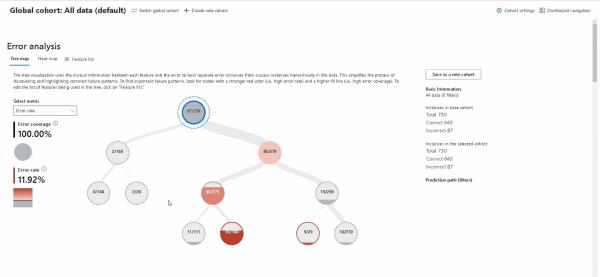 Global cohort: All data (default)
Switch global cohort
Create new cohort
Cohort settings
Dashboard navigation
Error analysis
Tree map
Heat map
Feature list
The tree visualization uses the mutual information between each feature and the error to best separate error instances from success instances hierarchically in the data. This simplifies the process of
discovering and highlighting common failure patterns. To find important failure patterns, look for nodes with a stronger red color (i.e., high error rate) and a higher fill line (i.e., high error coverage). To
edit the list of features being used in the tree, click on "Feature list."
Select metric
Error rate
Error coverage
100.00%
Error rate
11.92%
87/730
2/160
85/570
0/140
2/20
66/271
19/299
11/111
9/29
10/270
Save as a new cohort
Basic Information
All data (0 filters)
Instances in base cohort
Total 730
Correct 643
Incorrect 87
Instances in the selected cohort
Total 730
Correct 643
Incorrect 87
Prediction path (filters)